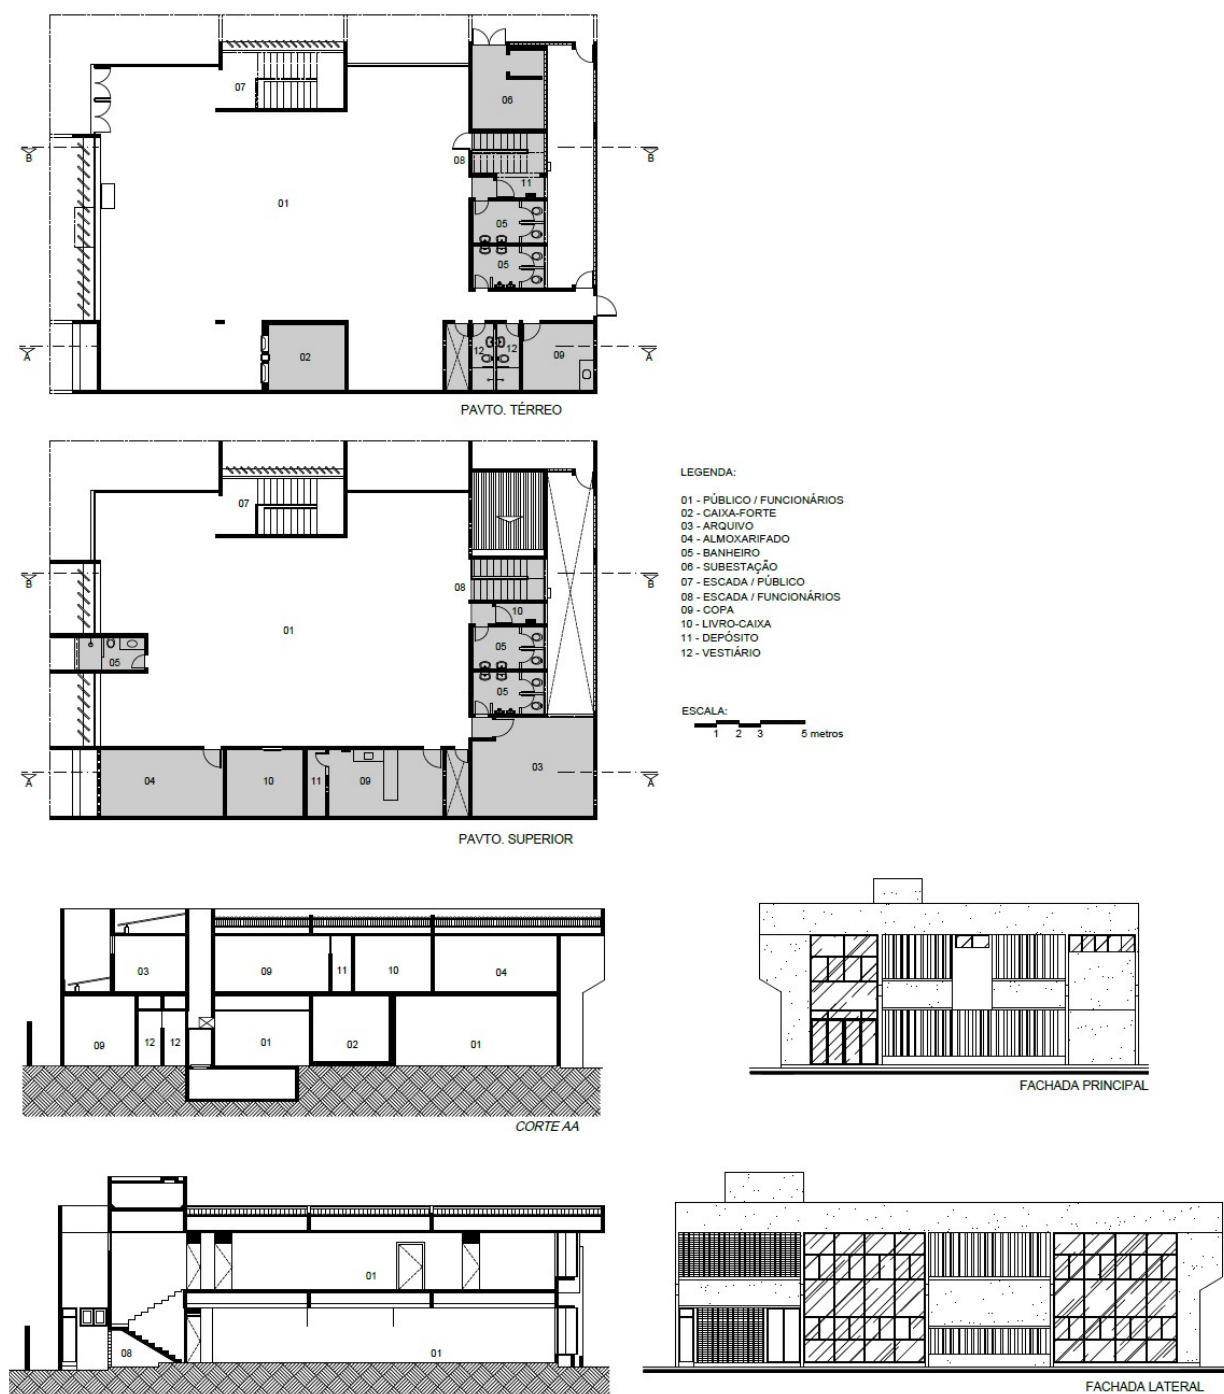 07
06
B
B
08
11
01
05
05
A
02
12
12
09
A
PAVTO. TÉRREO
07
B
08
B
10
01
05
05
05
04
10
11
09
03
A
A
PAVTO. SUPERIOR
LEGENDA:
01 - PÚBLICO / FUNCIONÁRIOS
02 - CAIXA-FORTE
03 - ARQUIVO
04 - ALMOXARIFADO
05 - BANHEIRO
06 - SUBESTAÇÃO
07 - ESCADA / PÚBLICO
08 - ESCADA / FUNCIONÁRIOS
09 - COPA
10 - LIVRO-CAIXA
11 - DEPÓSITO
12 - VESTIÁRIO
ESCALA:
1 2 3 5 metros
03
09
11
10
04
09
12
12
01
02
01
CORTE AA
FACHADA PRINCIPAL
01
08
01
FACHADA LATERAL